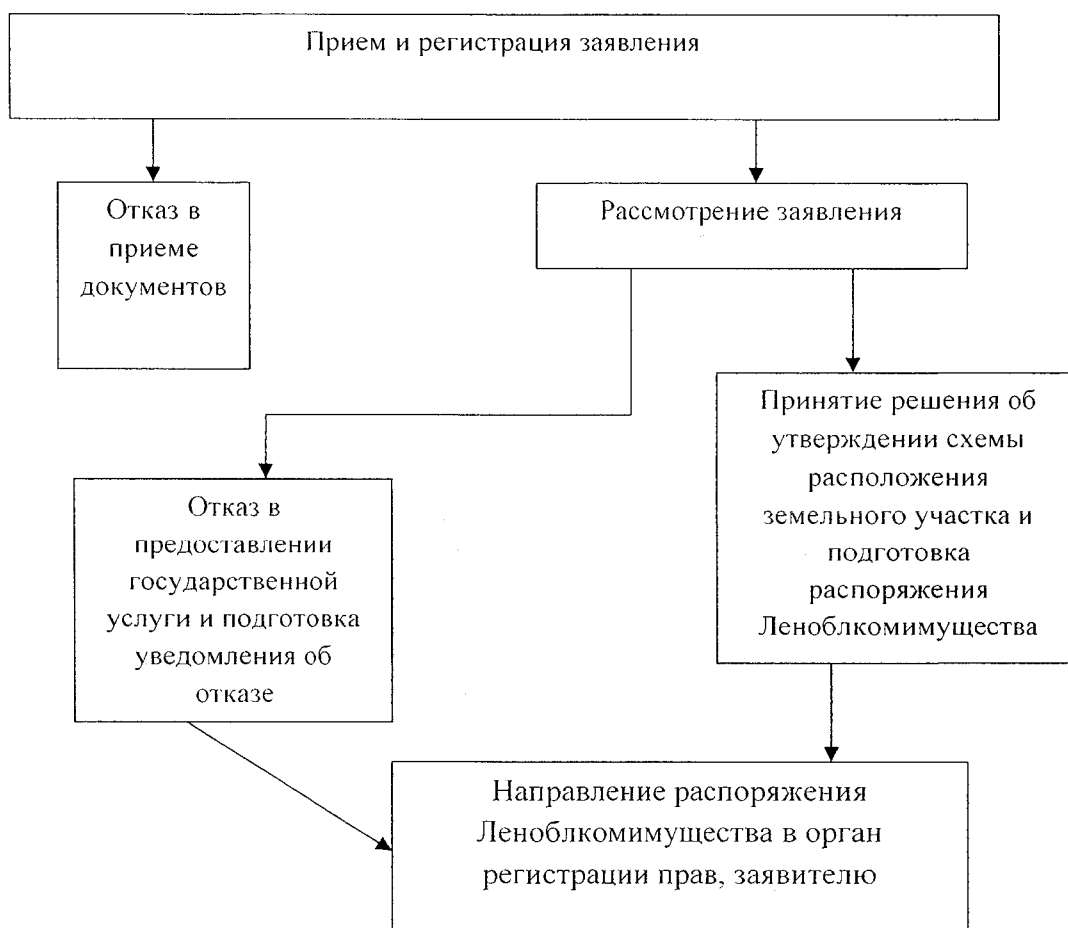 Прием и регистрация заявления
Отказ в
приеме
документов
Рассмотрение заявления
Принятие решения об
утверждении схемы
расположения
земельного участка и
подготовка
распоряжения
Леноблкомимущества
Отказ в
предоставлении
государственной
услуги и подготовка
уведомления об
отказе
Направление распоряжения
Леноблкомимущества в орган
регистрации прав, заявителю